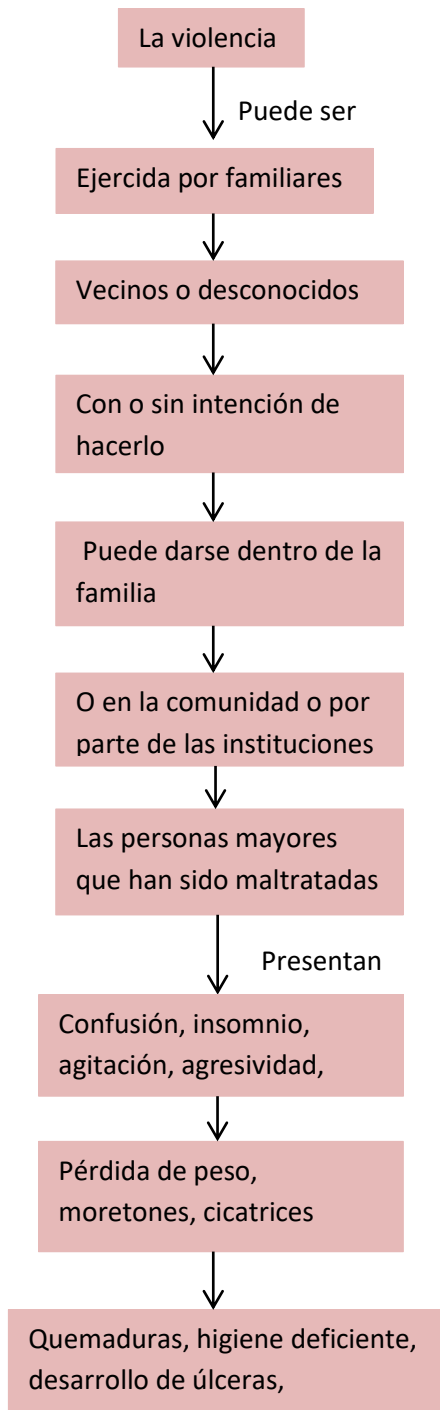 La violencia
Puede ser
Ejercida por familiares
Vecinos o desconocidos
Con o sin intención de
hacerlo
Puede darse dentro de la
familia
O en la comunidad o por
parte de las instituciones
Las personas mayores
que han sido maltratadas
Presentan
Confusión, insomnio,
agitación, agresividad,
Pérdida de peso,
moretones, cicatrices
Quemaduras, higiene deficiente,
desarrollo de úlceras,